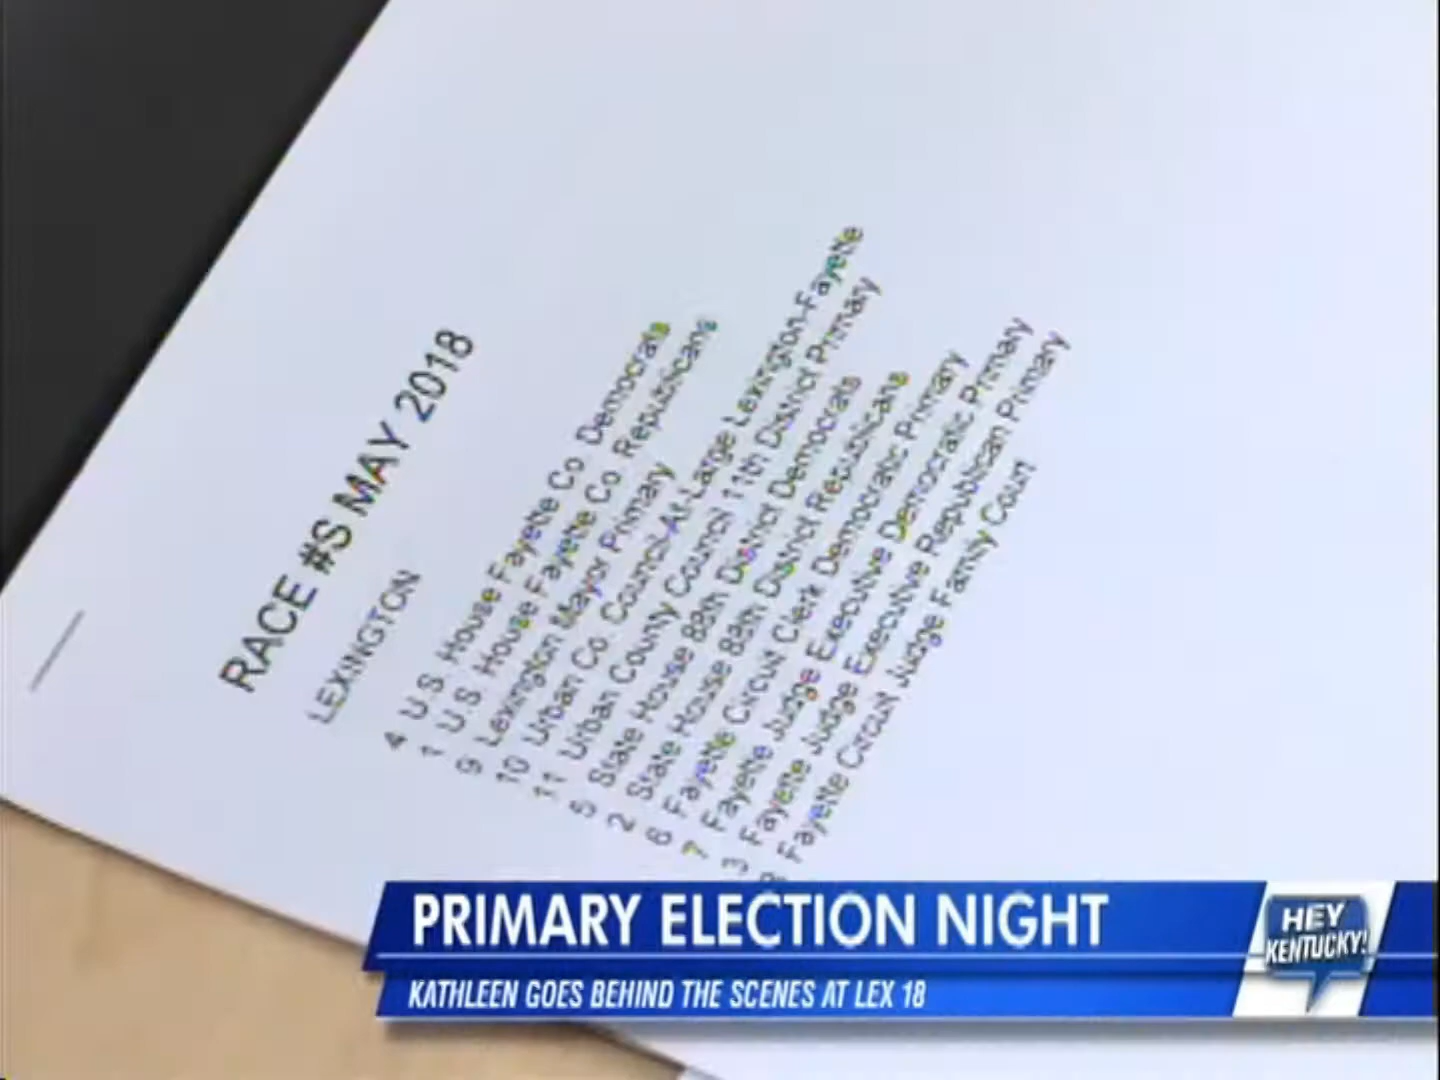 RACE #S MAY 2018
LEXINGTON
4 U.S. House Fayette Co. Democrats
1 U.S. House Fayette Co. Republicans
9 Lexington Mayor Primary
10 Urban Co. Council-At-Large Lexington-Fayette
11 Urban County Council 11th District Primary
5 State House 88th District Democrats
2 State House 88th District Republicans
6 Fayette Circuit Clerk Democratic Primary
7 Fayette Judge Executive Democratic Primary
3 Fayette Judge Executive Republican Primary
Fayette Circuit Judge Family Court
PRIMARY ELECTION NIGHT
KATHLEEN GOES BEHIND THE SCENES AT LEX 18
HEY
KENTUCKY!